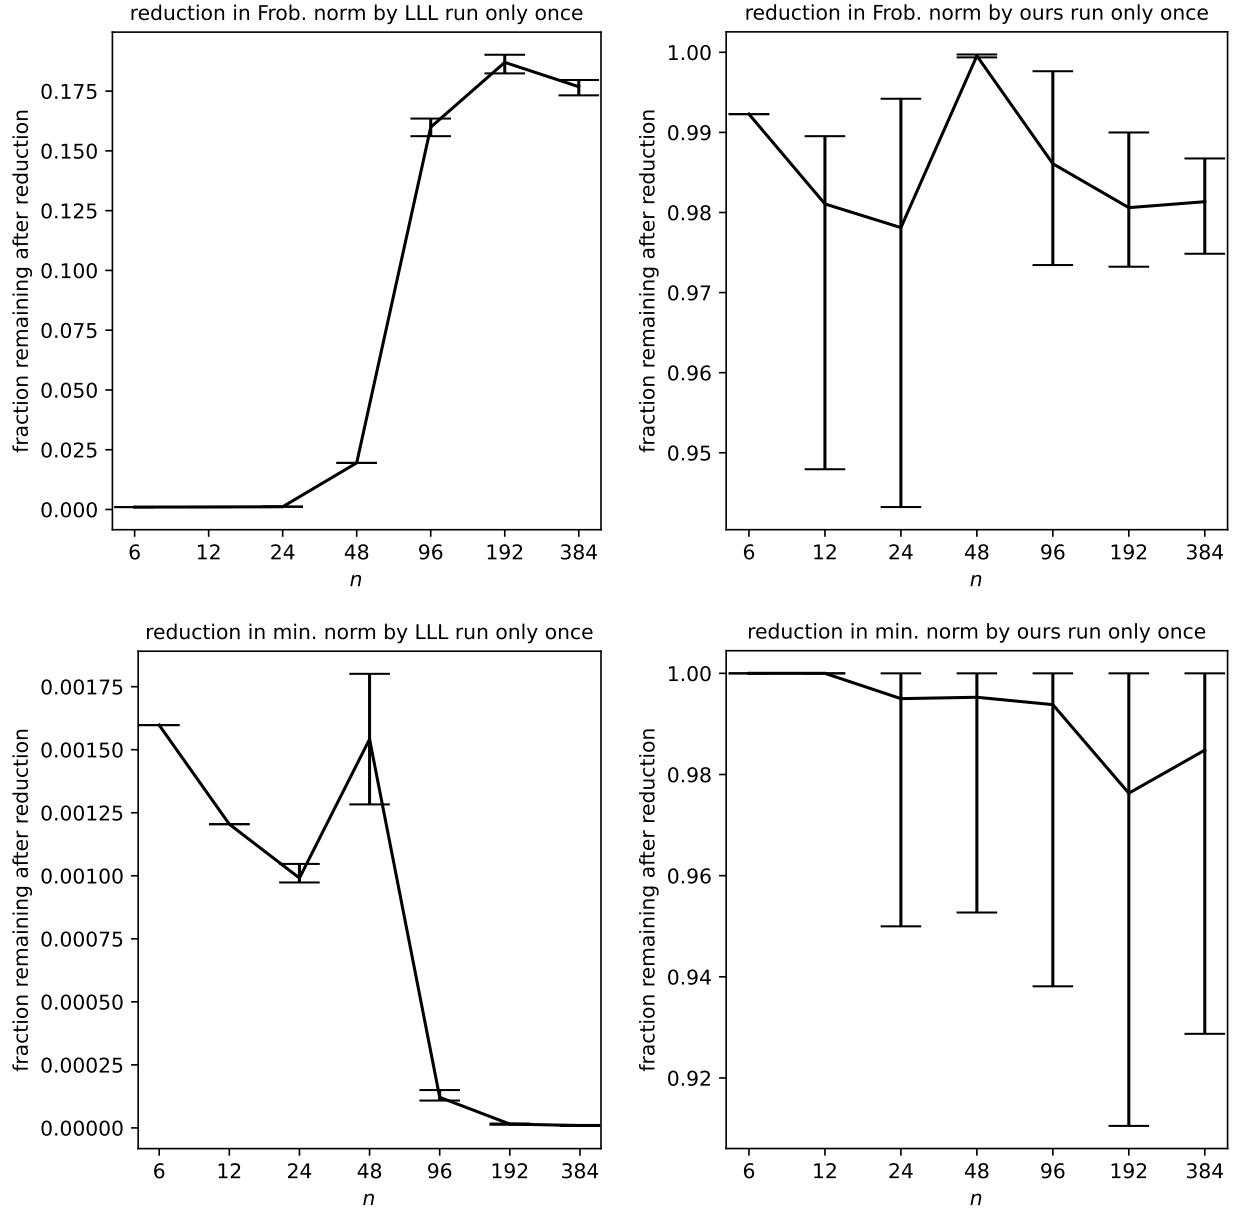 reduction in Frob. norm by LLL run only once
fraction remaining after reduction
0.175
0.150
0.125
0.100
0.075
0.050
0.025
0.000
6 12 24 48 96 192 384
n
reduction in Frob. norm by ours run only once
fraction remaining after reduction
1.00
0.99
0.98
0.97
0.96
0.95
6 12 24 48 96 192 384
n
reduction in min. norm by LLL run only once
fraction remaining after reduction
0.00175
0.00150
0.00125
0.00100
0.00075
0.00050
0.00025
0.00000
6 12 24 48 96 192 384
n
reduction in min. norm by ours run only once
fraction remaining after reduction
1.00
0.98
0.96
0.94
0.92
6 12 24 48 96 192 384
n